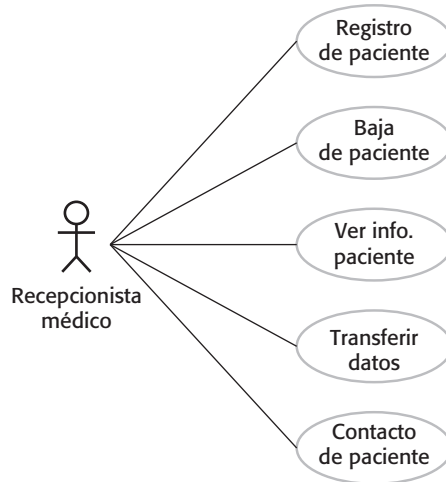 Registro
de paciente
Baja
de paciente
Ver info.
paciente
Recepcionista
médico
Transferir
datos
Contacto
de paciente